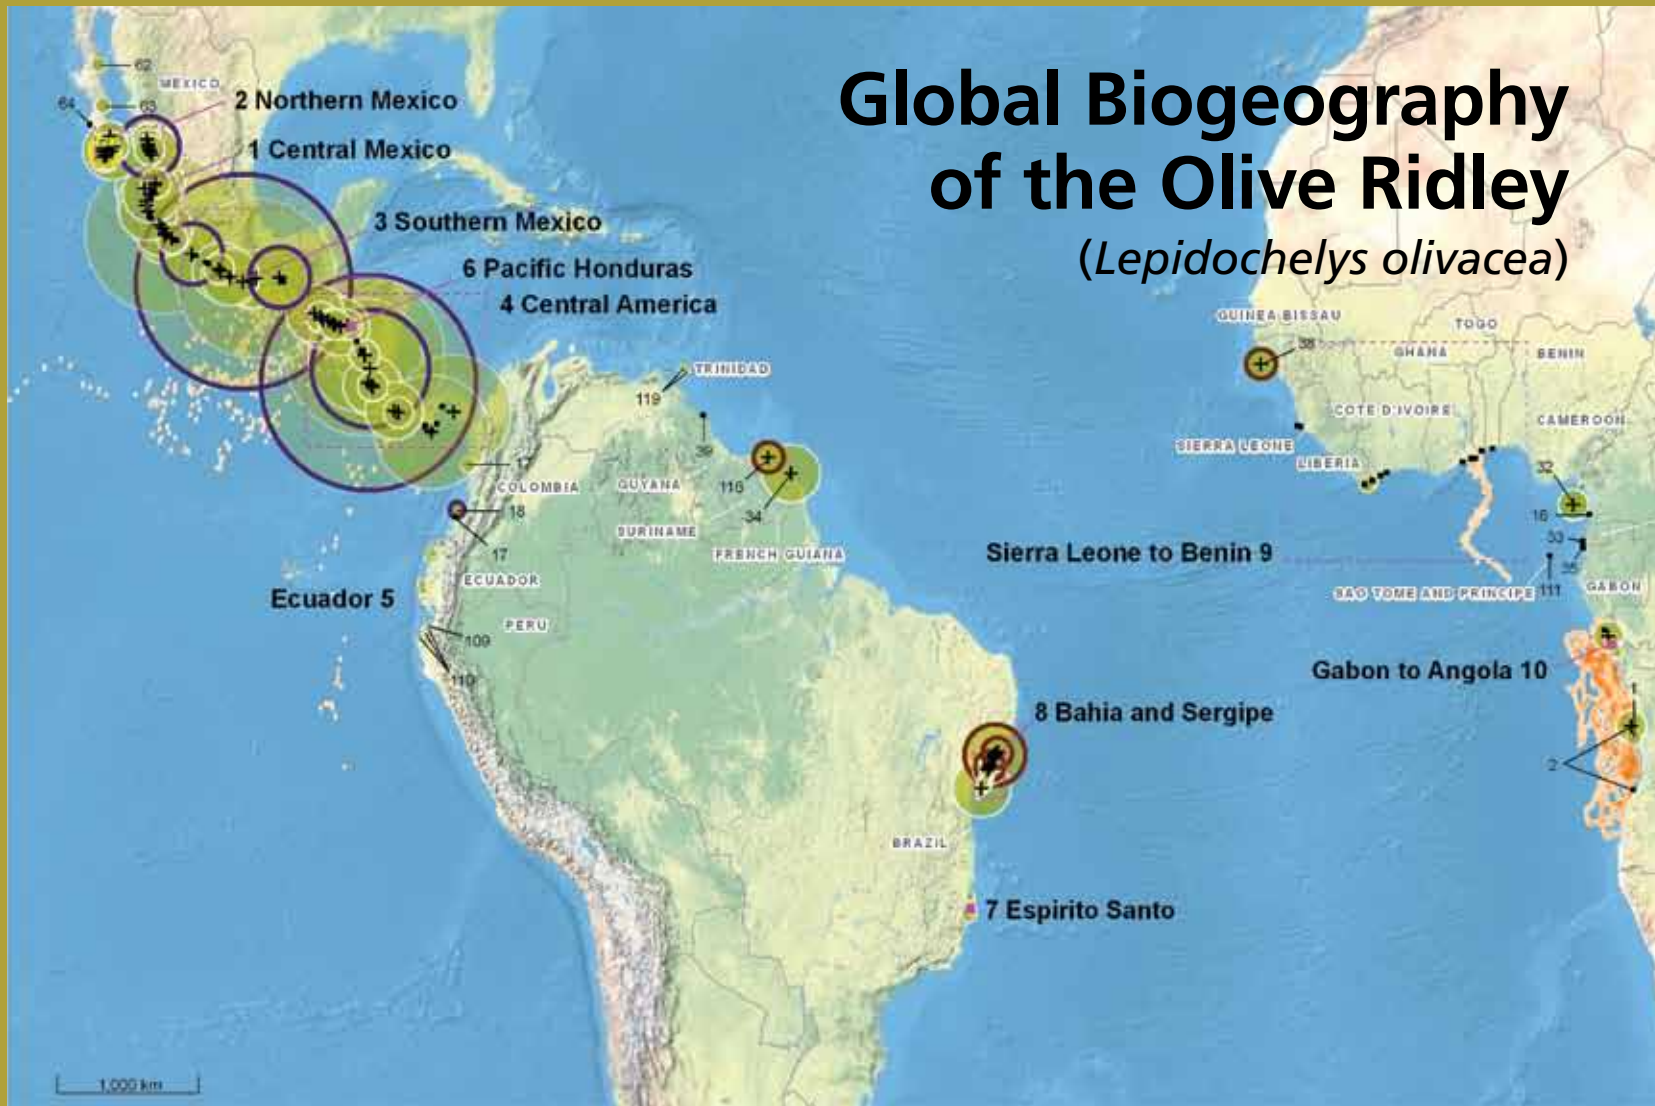 Global Biogeography
of the Olive Ridley
(Lepidochelys olivacea)
62
MEXICO
64
63
2 Northern Mexico
1 Central Mexico
3 Southern Mexico
6 Pacific Honduras
4 Central America
GUINEA BISSAU
TOGO
38
GHANA
BENIN
TRINIDAD
119
COTE D'IVOIRE
CAMEROON
39
SIERRA LEONE
LIBERIA
17
116
32
COLOMBIA
GUYANA
18
34
16
SURINAME
33
17
FRENCH GUIANA
Sierra Leone to Benin 9
35
ECUADOR
SAO TOME AND PRINCIPE
111
GABON
Ecuador 5
PERU
109
110
Gabon to Angola 10
1
8 Bahia and Sergipe
2
BRAZIL
7 Espirito Santo
1,000 km